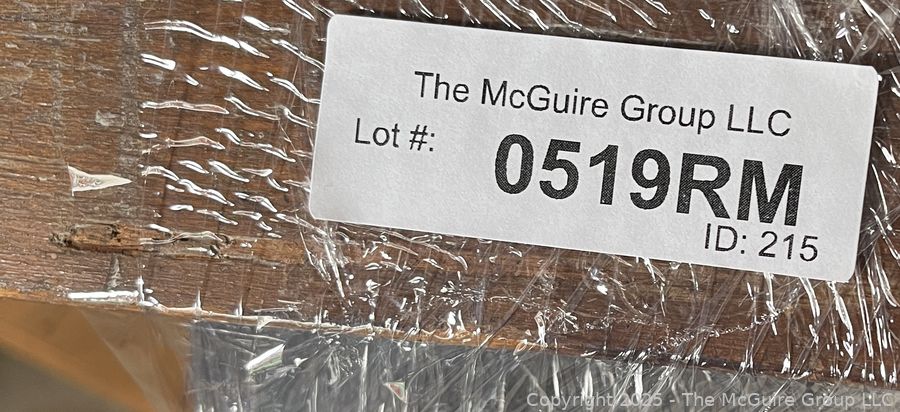 The McGuire Group LLC
Lot #:
0519RM
ID: 215
Copyright 2025 - The McGuire Group LLC